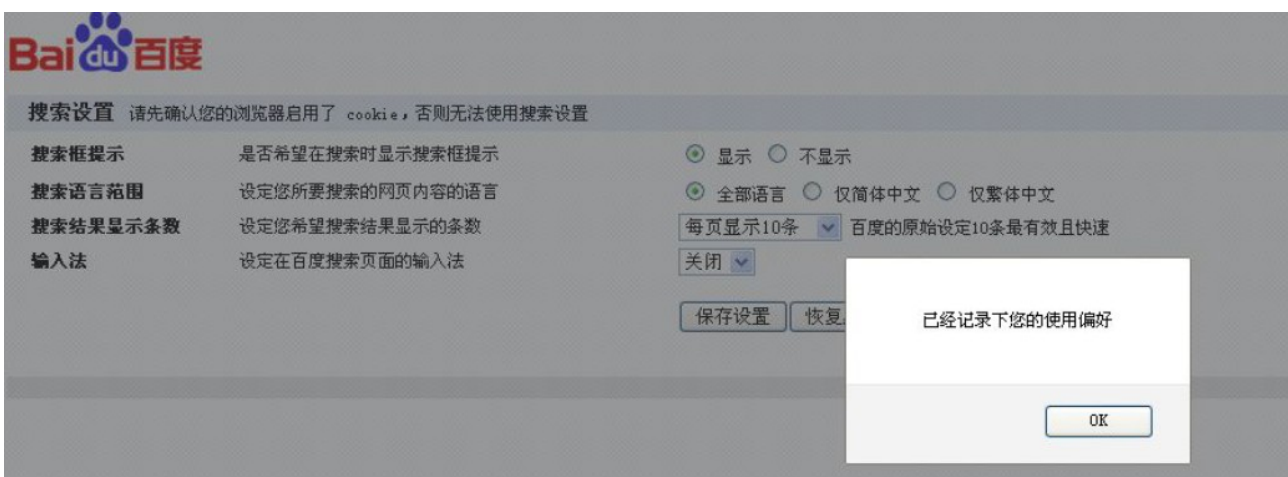 Bai du 百度
搜索设置 请先确认您的浏览器启用了 cookie，否则无法使用搜索设置
搜索框提示 是否希望在搜索时显示搜索框提示 显示 不显示
搜索语言范围 设定您所要搜索的网页内容的语言 全部语言 仅简体中文 仅繁体中文
搜索结果显示条数 设定您希望搜索结果显示的条数 每页显示10条 百度的原始设定10条最有效且快速
输入法 设定在百度搜索页面的输入法 关闭
保存设置 恢复
已经记录下您的使用偏好
OK